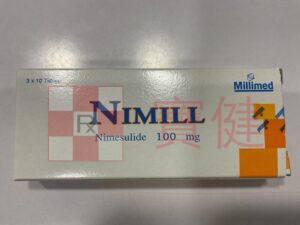 3 x 10 Tablets
Millimed
Rx
NIMILL
Nimesulide 100 mg
寶健